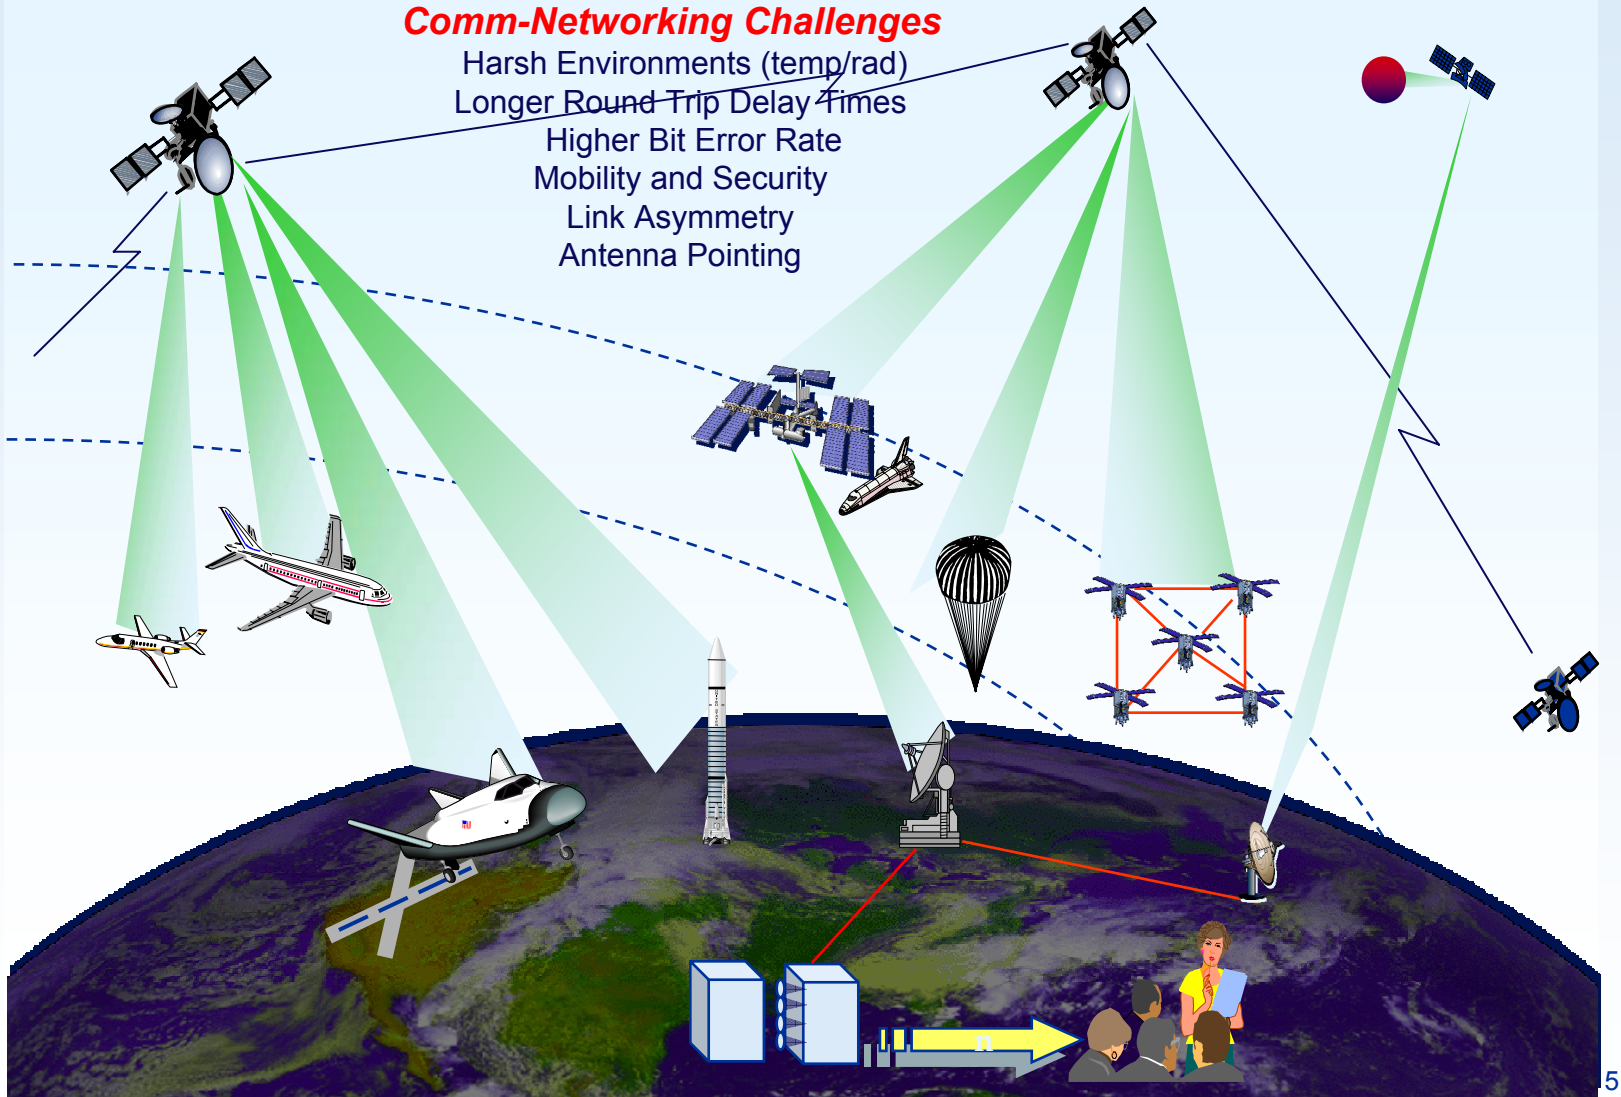 Comm-Networking Challenges
Harsh Environments (temp/rad)
Longer Round Trip Delay Times
Higher Bit Error Rate
Mobility and Security
Link Asymmetry
Antenna Pointing
n
5